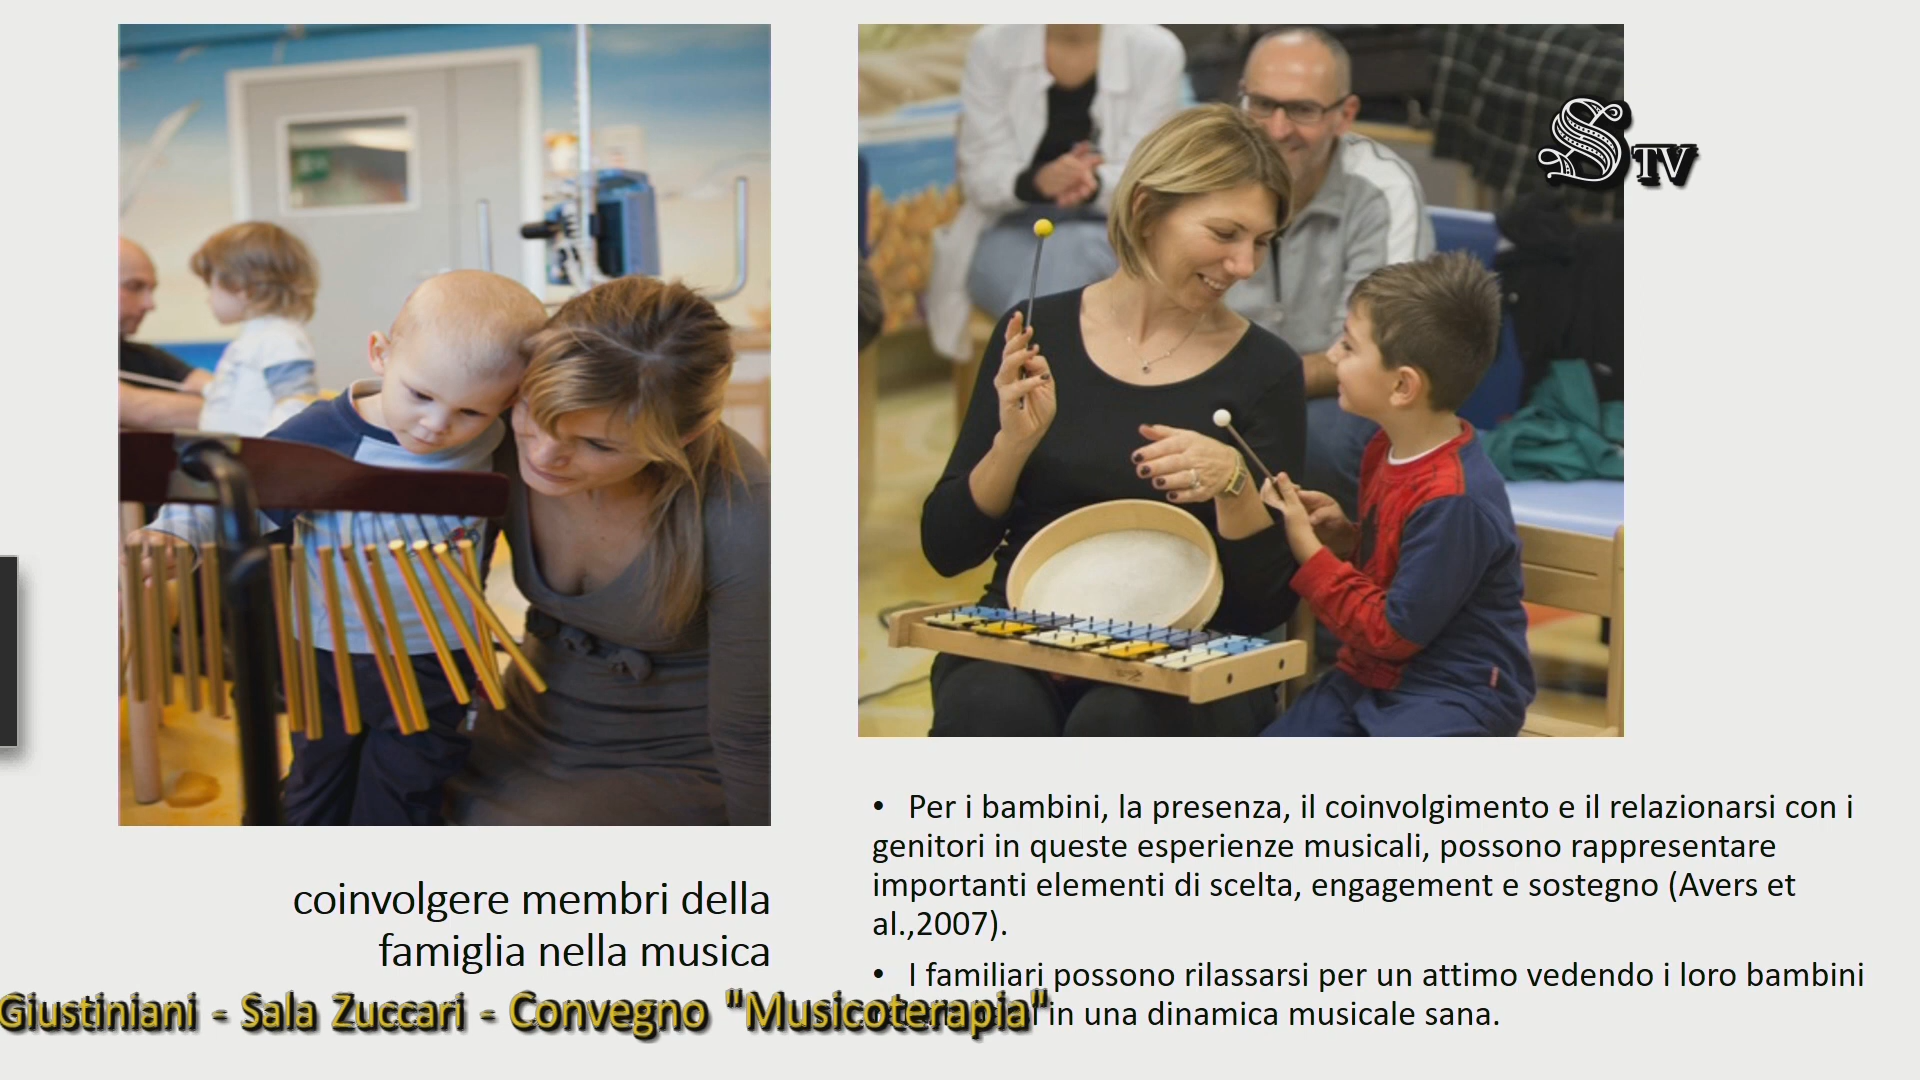 S TV
coinvolgere membri della
famiglia nella musica
• Per i bambini, la presenza, il coinvolgimento e il relazionarsi con i
genitori in queste esperienze musicali, possono rappresentare
importanti elementi di scelta, engagement e sostegno (Avers et
al.,2007).
• I familiari possono rilassarsi per un attimo vedendo i loro bambini
in una dinamica musicale sana.
Giustiniani - Sala Zuccari - Convegno "Musicoterapia"